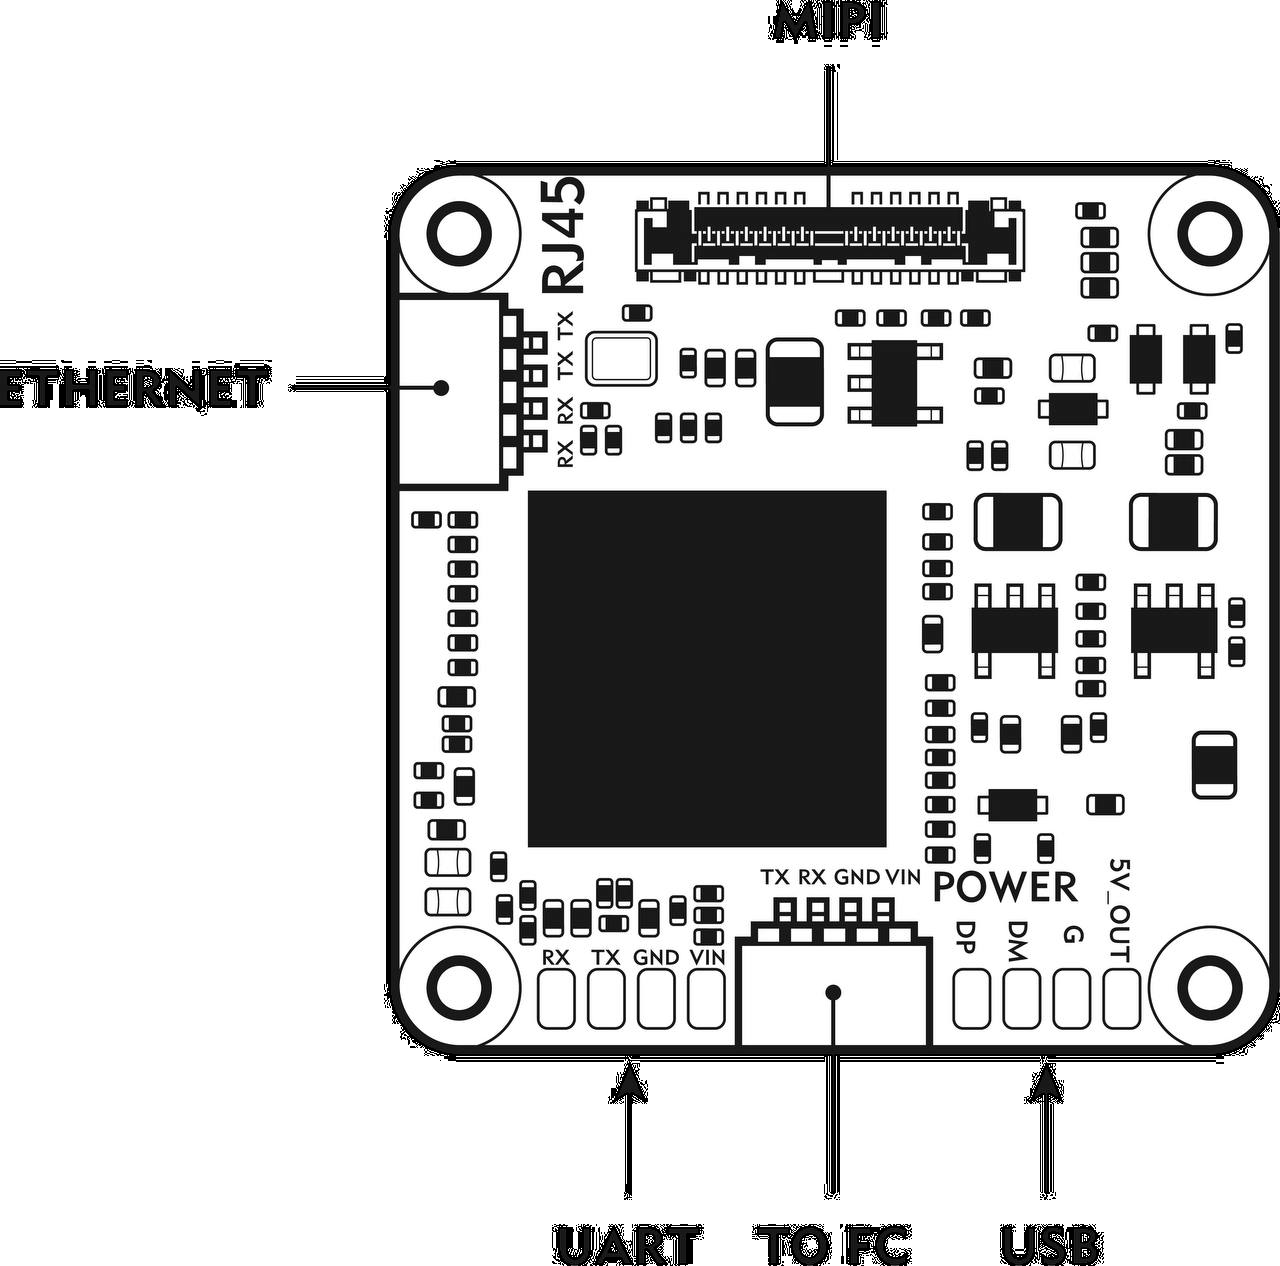 MIPI
RJ45
ETHERNET
TX
TX
RX
RX
TX RX GND VIN
POWER
5V_OUT
DP
DM
G
RX TX GND VIN
UART
TO FC
USB